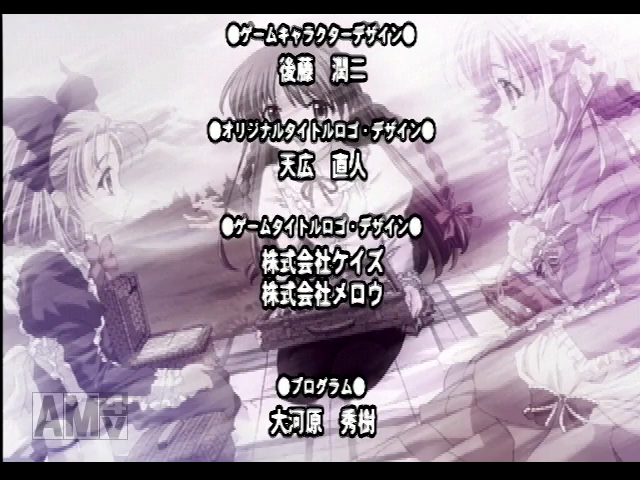 ●ゲームキャラクターデザイン●
後藤 潤二
●オリジナルタイトルロゴ・デザイン●
天広 直人
●ゲームタイトルロゴ・デザイン●
株式会社ケイズ
株式会社メロウ
●プログラム●
大河原 秀樹
AMV